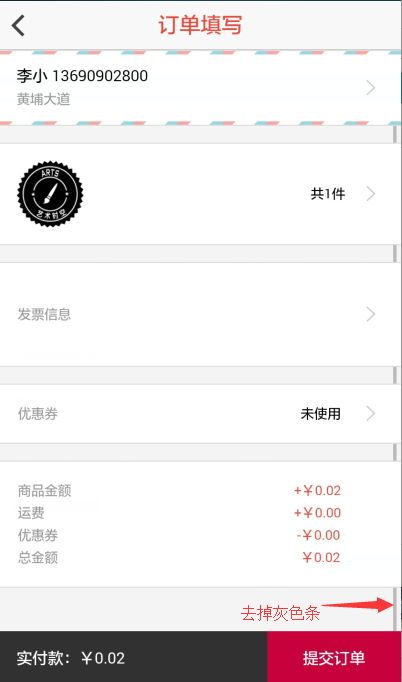 订单填写
李小 13690902800
黄埔大道
ARTS
艺术时空
共1件
发票信息
优惠券 未使用
商品金额 +￥0.02
运费 +￥0.00
优惠券 -￥0.00
总金额 ￥0.02
去掉灰色条
实付款：￥0.02 提交订单